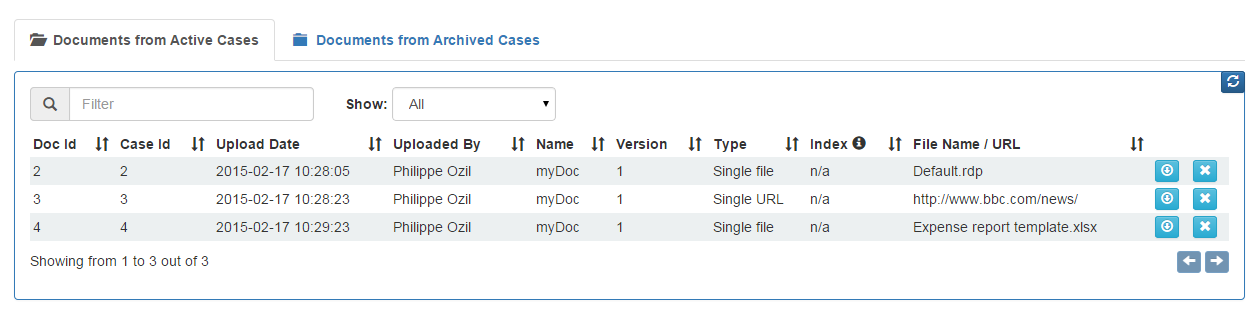 Documents from Active Cases Documents from Archived Cases
Filter Show: All
Doc Id Case Id Upload Date Uploaded By Name Version Type Index File Name / URL
2 2 2015-02-17 10:28:05 Philippe Ozil myDoc 1 Single file n/a Default.rdp
3 3 2015-02-17 10:28:23 Philippe Ozil myDoc 1 Single URL n/a http://www.bbc.com/news/
4 4 2015-02-17 10:29:23 Philippe Ozil myDoc 1 Single file n/a Expense report template.xlsx
Showing from 1 to 3 out of 3